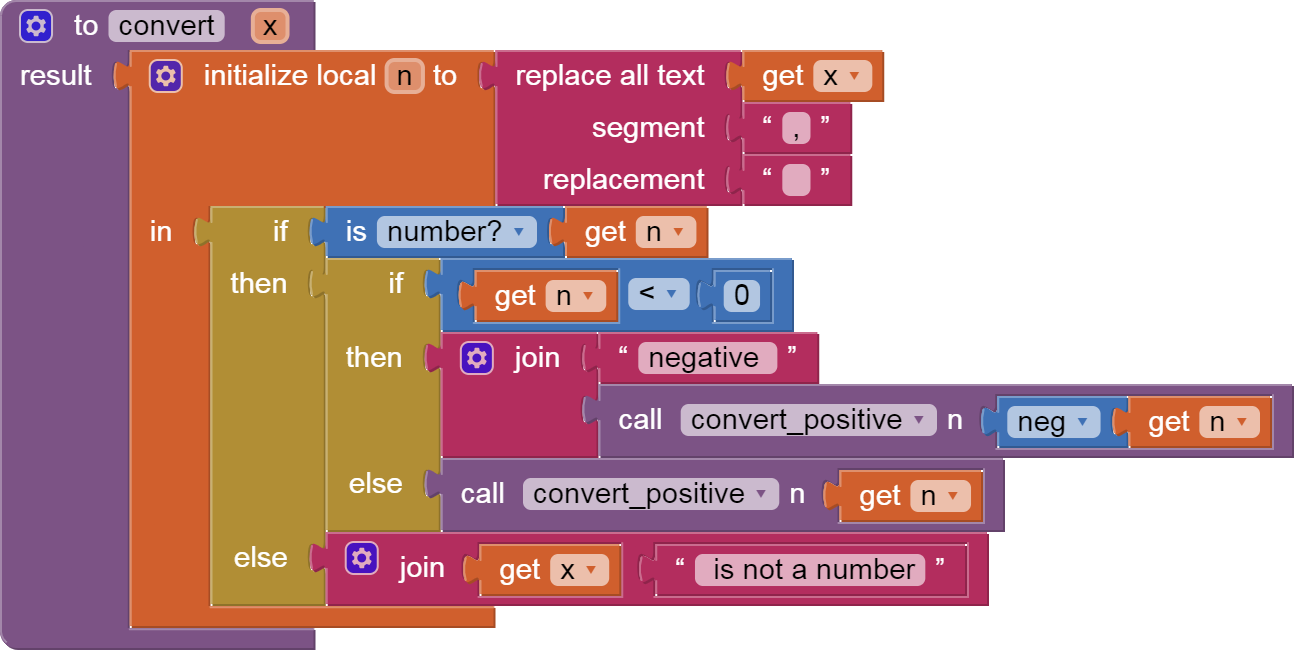 to convert x
result initialize local n to replace all text get x
segment “ , ”
replacement “ ”
in if is number? get n
then if get n < 0
then join “ negative ”
call convert_positive n neg get n
else call convert_positive n get n
else join get x “ is not a number ”